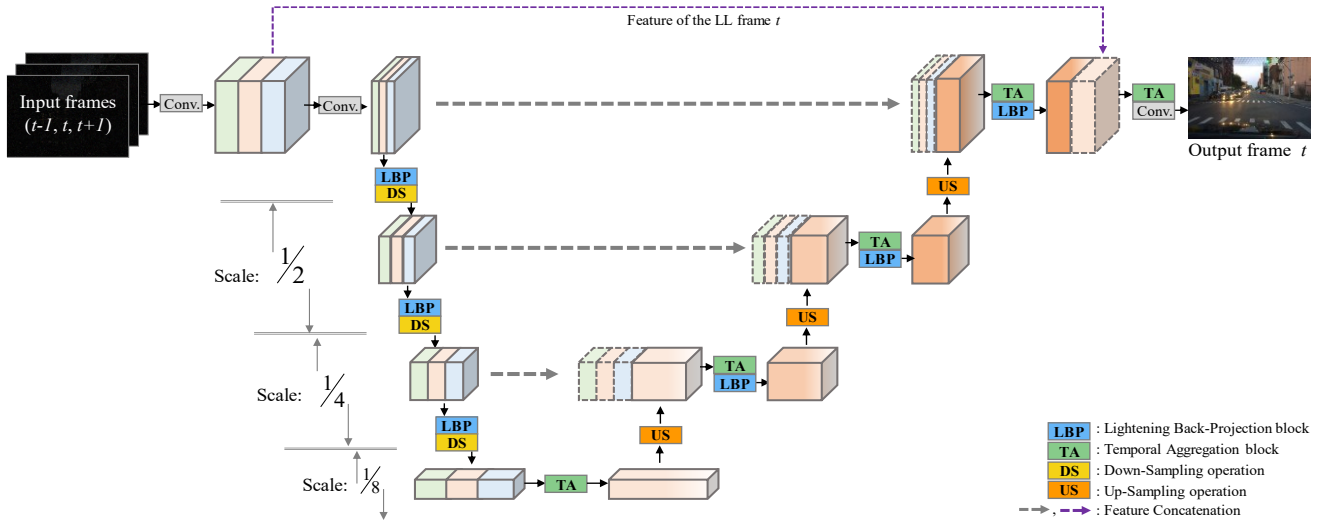 Feature of the LL frame t
Input frames
(t-1, t, t+1)
Conv.
Conv.
TA
LBP
TA
Conv.
Output frame t
LBP
DS
US
Scale: 1/2
TA
LBP
LBP
DS
US
Scale: 1/4
TA
LBP
LBP
DS
US
Scale: 1/8
TA
LBP : Lightening Back-Projection block
TA : Temporal Aggregation block
DS : Down-Sampling operation
US : Up-Sampling operation
, : Feature Concatenation